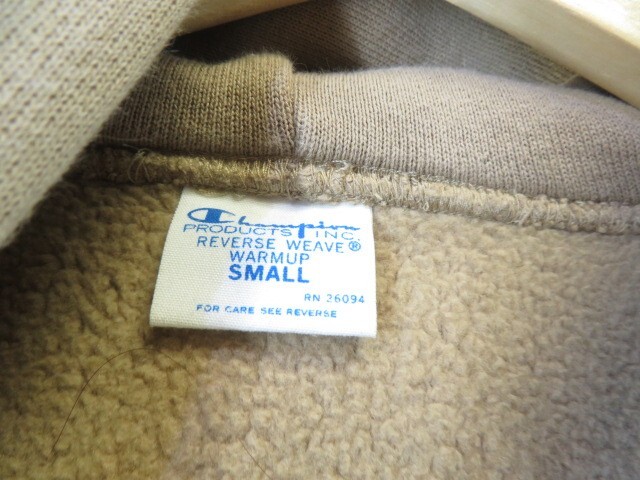 Champion
PRODUCTS INC.
REVERSE WEAVE®
WARMUP
SMALL
RN 26094
FOR CARE SEE REVERSE